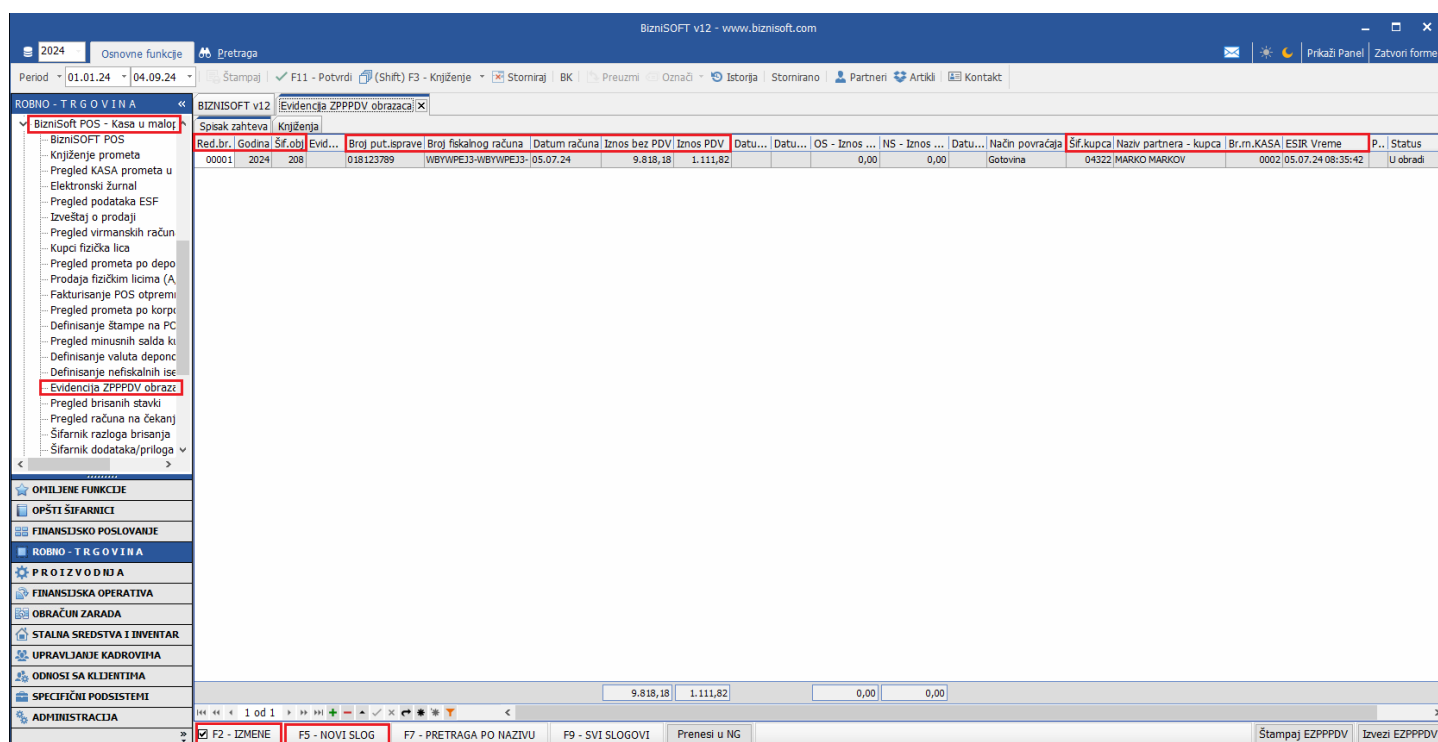 BizniSOFT v12 - www.biznisoft.com
2024 Osnovne funkcije Pretraga Prikaži Panel Zatvori forme
Period 01.01.24 04.09.24 Štampaj F11 - Potvrdi (Shift) F3 - Knjiženje Storniraj BK Preuzmi Označi Istorija Stornirano Partneri Artikli Kontakt
ROBNO - T R G O V I N A «
BIZNISOFT v12 Evidencija ZPPPDV obrazaca
Spisak zahteva Knjiženja
Red.br. Godina Šif.obj Evid... Broj put.isprave Broj fiskalnog računa Datum računa Iznos bez PDV Iznos PDV Datu... Datu... OS - Iznos ... NS - Iznos ... Datu... Način povraćaja Šif.kupca Naziv partnera - kupca Br.rn.KASA ESIR Vreme P... Status
00001 2024 208 018123789 WBYWPEJ3-WBYWPEJ3- 05.07.24 9.818,18 1.111,82 0,00 0,00 Gotovina 04322 MARKO MARKOV 0002 05.07.24 08:35:42 U obradi
BizniSoft POS - Kasa u malop
BizniSOFT POS
Knjiženje prometa
Pregled KASA prometa u
Elektronski žurnal
Pregled podataka ESF
Izveštaj o prodaji
Pregled virmanskih račun
Kupci fizička lica
Pregled prometa po depo
Prodaja fizičkim licima (A
Fakturisanje POS otpremi
Pregled prometa po korpo
Definisanje štampe na PC
Pregled minusnih salda ku
Definisanje valuta depono
Definisanje nefiskalnih ise
Evidencija ZPPPDV obraza
Pregled brisanih stavki
Pregled računa na čekanj
Šifarnik razloga brisanja
Šifarnik dodataka/priloga
OMILJENE FUNKCIJE
OPŠTI ŠIFARNICI
FINANSIJSKO POSLOVANJE
ROBNO - T R G O V I N A
P R O I Z V O D NJ A
FINANSIJSKA OPERATIVA
OBRAČUN ZARADA
STALNA SREDSTVA I INVENTAR
UPRAVLJANJE KADROVIMA
ODNOSI SA KLIJENTIMA
SPECIFIČNI PODSISTEMI
ADMINISTRACIJA
»
9.818,18 1.111,82 0,00 0,00
1 od 1
F2 - IZMENE F5 - NOVI SLOG F7 - PRETRAGA PO NAZIVU F9 - SVI SLOGOVI Prenesi u NG Štampaj EZPPPDV Izvezi EZPPPDV